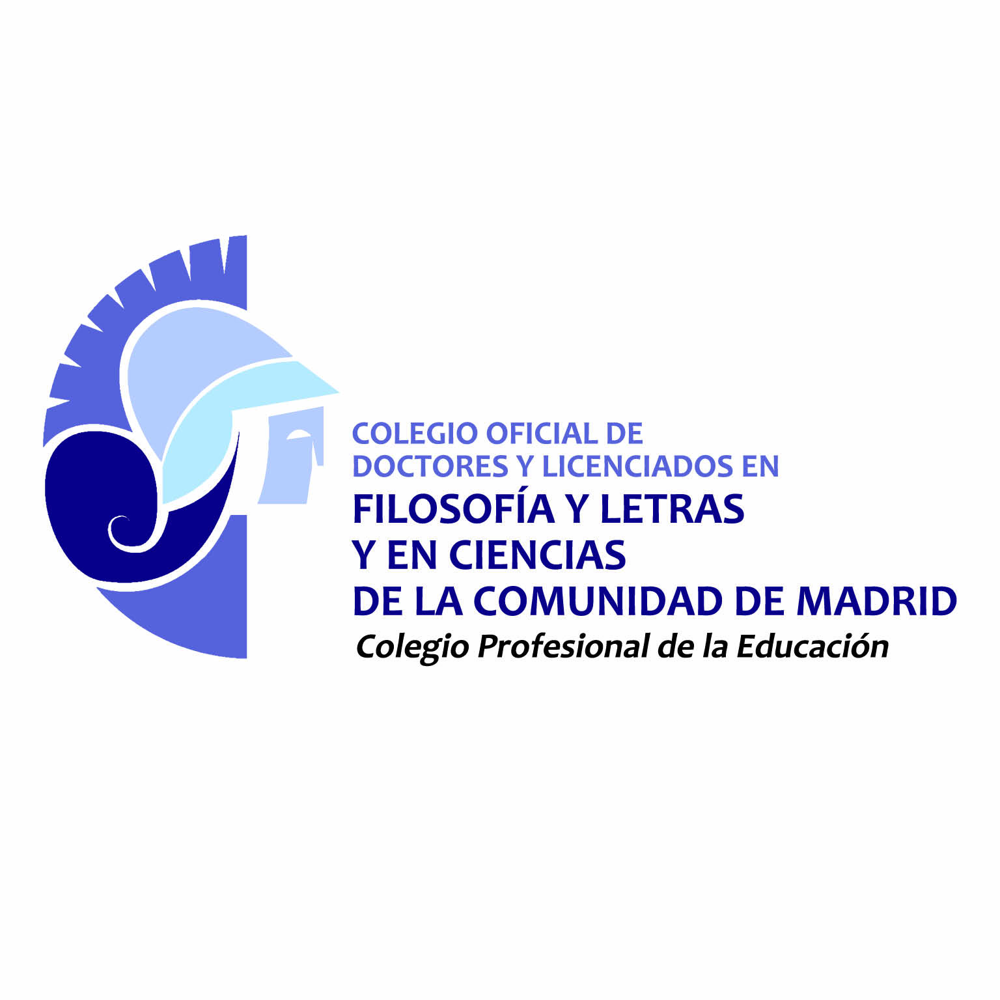 COLEGIO OFICIAL DE
DOCTORES Y LICENCIADOS EN
FILOSOFÍA Y LETRAS
Y EN CIENCIAS
DE LA COMUNIDAD DE MADRID
Colegio Profesional de la Educación